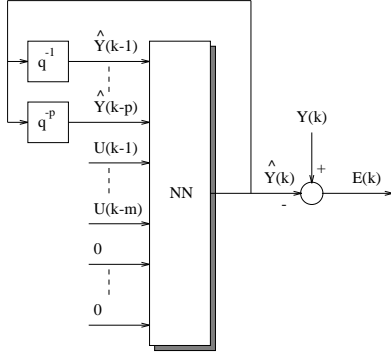 q^-1
Ŷ(k-1)
q^-p
Ŷ(k-p)
U(k-1)
U(k-m)
0
0
NN
Y(k)
+
Ŷ(k)
-
E(k)